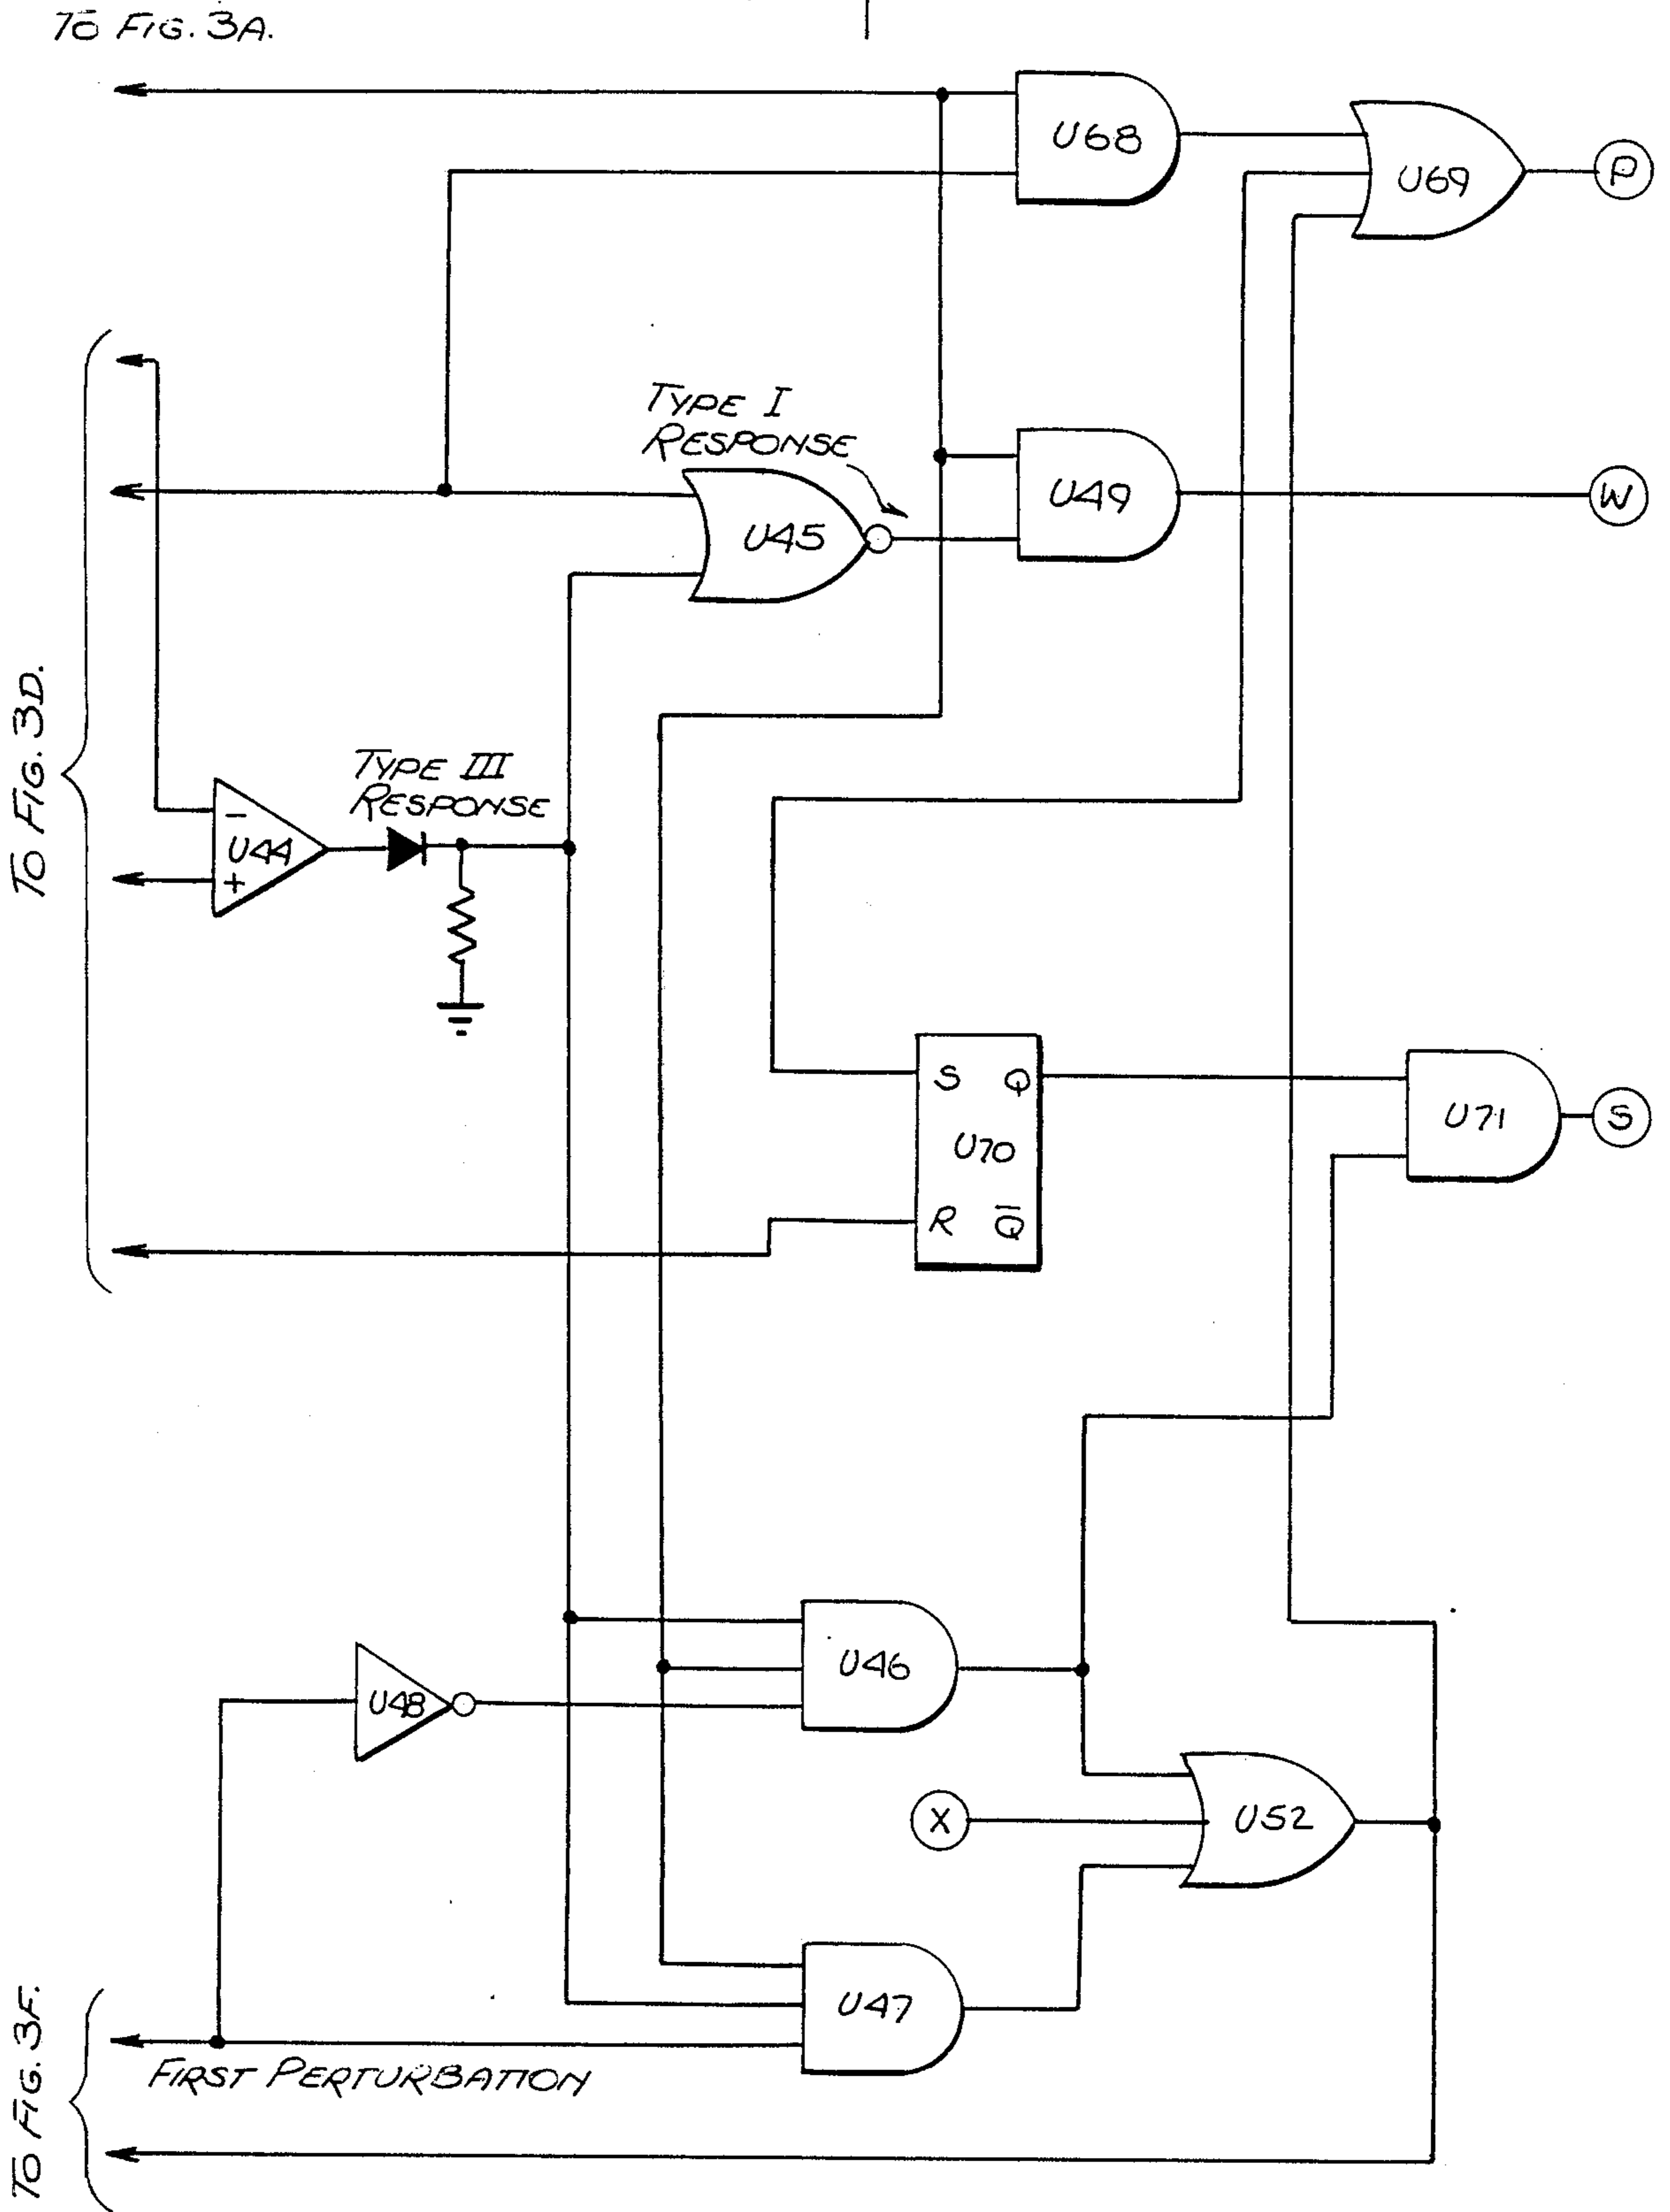 TO FIG. 3A.
U68
U69
P
TYPE I
RESPONSE
U45
U49
W
TO FIG. 3D.
TYPE III
RESPONSE
−
U44
+
S Q
U70
R Q̅
U71
S
U46
U48
X
U52
U47
FIRST PERTURBATION
TO FIG. 3F.